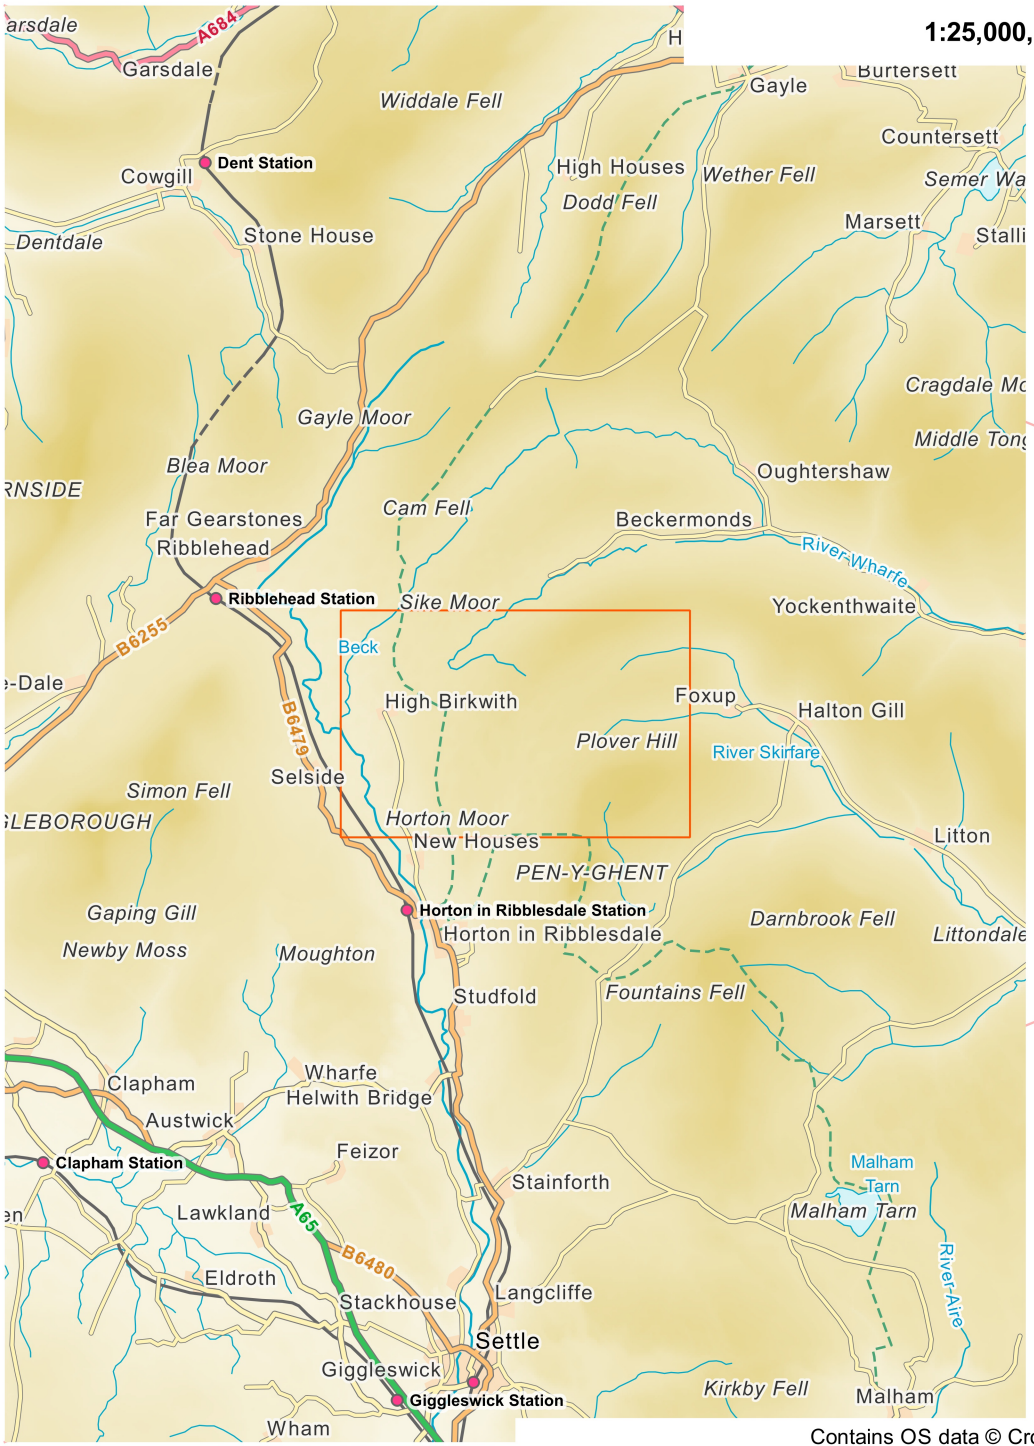 1:25,000,
arsdale
A684
Garsdale
H
Burtersett
Gayle
Widdale Fell
Countersett
Dent Station
High Houses
Wether Fell
Semer Wa
Cowgill
Dodd Fell
Marsett
Dentdale
Stone House
Stalli
Cragdale Mo
Gayle Moor
Middle Tong
Blea Moor
Oughtershaw
RNSIDE
Cam Fell
Far Gearstones
Beckermonds
Ribblehead
River Wharfe
Ribblehead Station
Sike Moor
Yockenthwaite
B6255
Beck
e-Dale
High Birkwith
Foxup
Halton Gill
B6479
Plover Hill
River Skirfare
Selside
Simon Fell
GLEBOROUGH
Horton Moor
New Houses
Litton
PEN-Y-GHENT
Gaping Gill
Horton in Ribblesdale Station
Darnbrook Fell
Newby Moss
Moughton
Horton in Ribblesdale
Littondale
Studfold
Fountains Fell
Clapham
Wharfe
Helwith Bridge
Austwick
Feizor
Clapham Station
Malham
Tarn
Stainforth
en
Lawkland
A65
Malham Tarn
B6480
River Aire
Eldroth
Stackhouse
Langcliffe
Settle
Giggleswick
Giggleswick Station
Kirkby Fell
Malham
Wham
Contains OS data © Cro